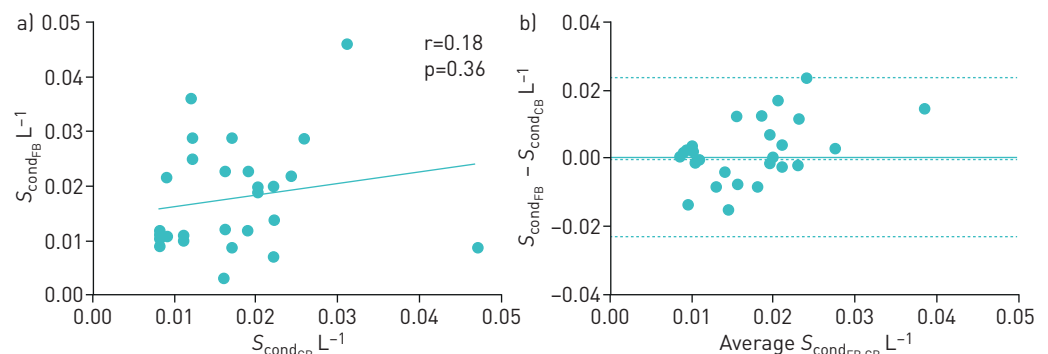 a)
0.05
0.04
0.03
0.02
0.01
0.00
S_condFB L⁻¹
r=0.18
p=0.36
0.00 0.01 0.02 0.03 0.04 0.05
S_condCB L⁻¹
b)
0.04
0.02
0.00
−0.02
−0.04
S_condFB − S_condCB L⁻¹
0.00 0.01 0.02 0.03 0.04 0.05
Average S_condFB,CB L⁻¹